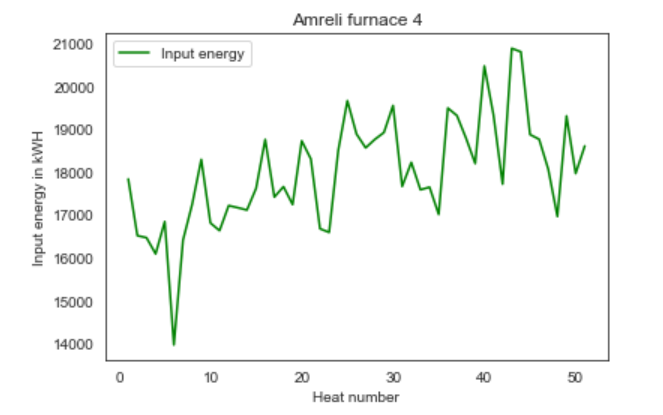 Amreli furnace 4
Input energy
Input energy in kWH
21000
20000
19000
18000
17000
16000
15000
14000
0 10 20 30 40 50
Heat number